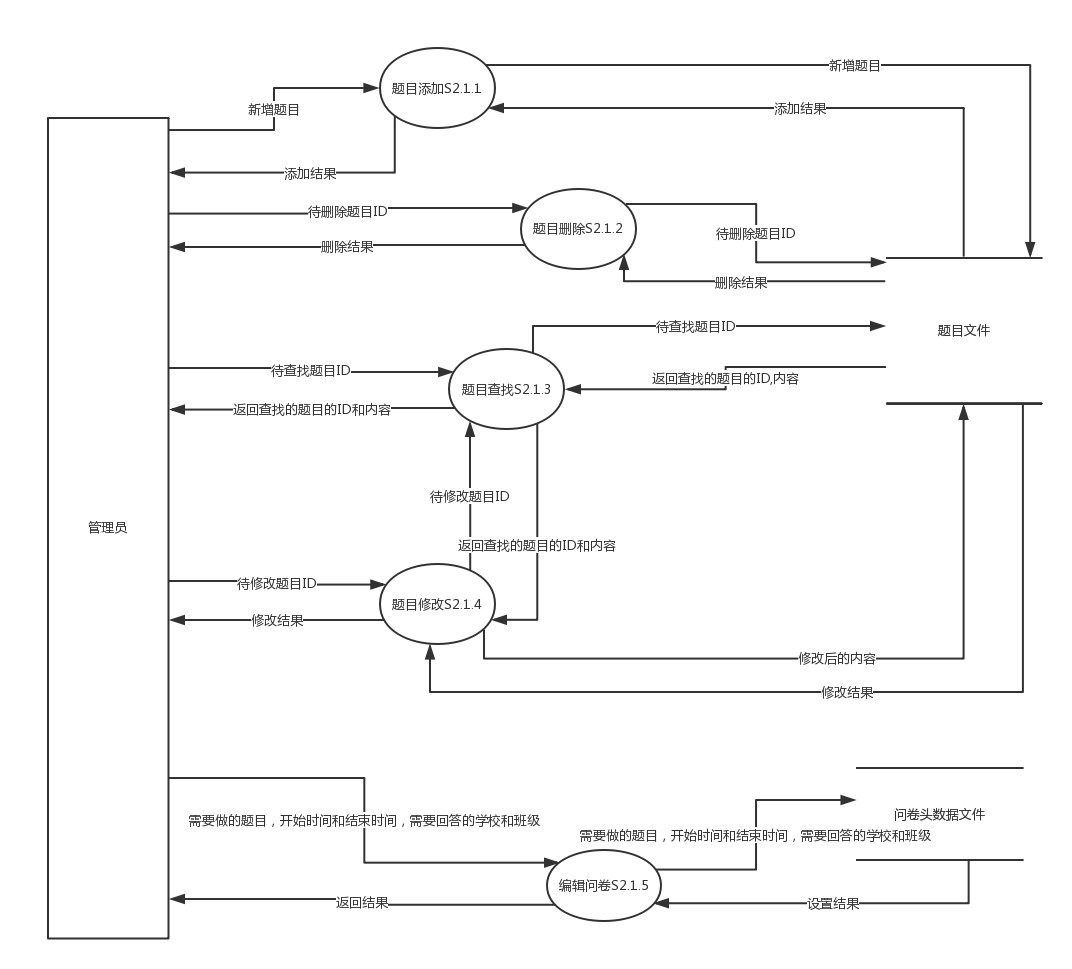 新增题目
题目添加S2.1.1
新增题目
添加结果
添加结果
待删除题目ID
题目删除S2.1.2
待删除题目ID
删除结果
删除结果
题目文件
待查找题目ID
待查找题目ID
题目查找S2.1.3
返回查找的题目的ID,内容
返回查找的题目的ID和内容
待修改题目ID
管理员
返回查找的题目的ID和内容
待修改题目ID
题目修改S2.1.4
修改结果
修改后的内容
修改结果
需要做的题目，开始时间和结束时间，需要回答的学校和班级
问卷头数据文件
需要做的题目，开始时间和结束时间，需要回答的学校和班级
编辑问卷S2.1.5
返回结果
设置结果